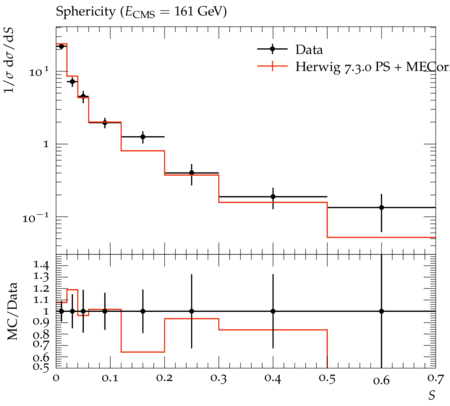 Sphericity (E_CMS = 161 GeV)
1/σ dσ/dS
10^1
1
10^−1
Data
Herwig 7.3.0 PS + MECor
MC/Data
1.4
1.3
1.2
1.1
1
0.9
0.8
0.7
0.6
0.5
0 0.1 0.2 0.3 0.4 0.5 0.6 0.7
S